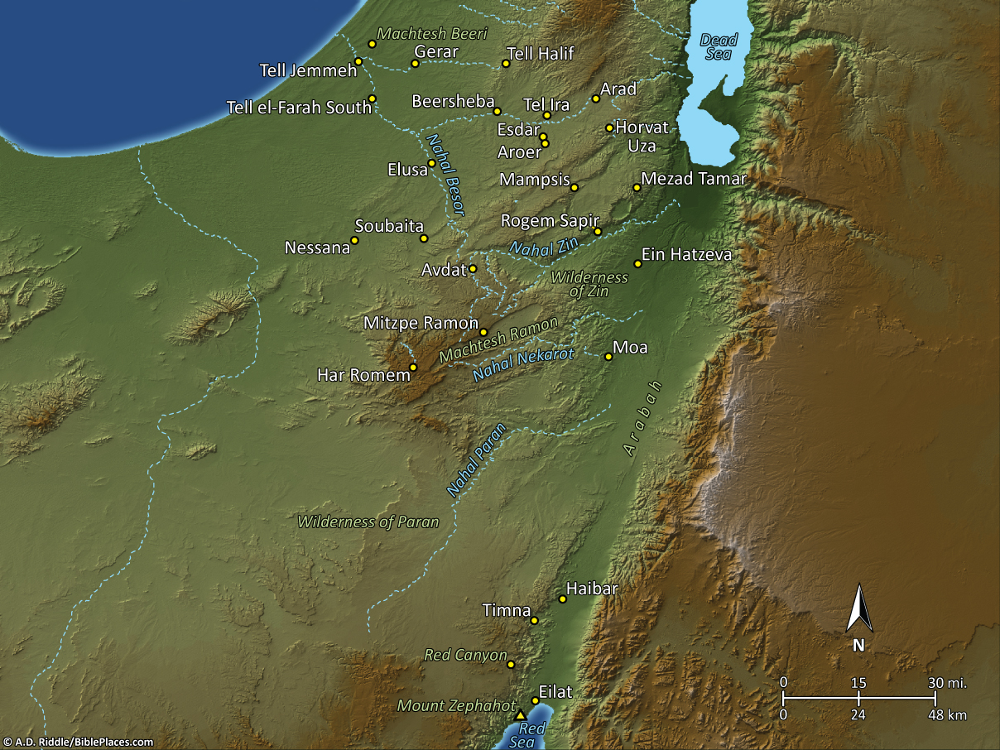 Machtesh Beeri
Dead
Sea
Gerar
Tell Halif
Tell Jemmeh
Arad
Beersheba
Tel Ira
Tell el-Farah South
Esdar
Horvat
Uza
Aroer
Nahal Besor
Elusa
Mampsis
Mezad Tamar
Rogem Sapir
Soubaita
Nessana
Nahal Zin
Ein Hatzeva
Avdat
Wilderness
of Zin
Mitzpe Ramon
Machtesh Ramon
Moa
Nahal Nekarot
Har Romem
Arabah
Nahal Paran
Wilderness of Paran
Haibar
Timna
Red Canyon
N
Eilat
Mount Zephahot
Red
Sea
0 15 30 mi.
0 24 48 km
© A.D. Riddle/BiblePlaces.com